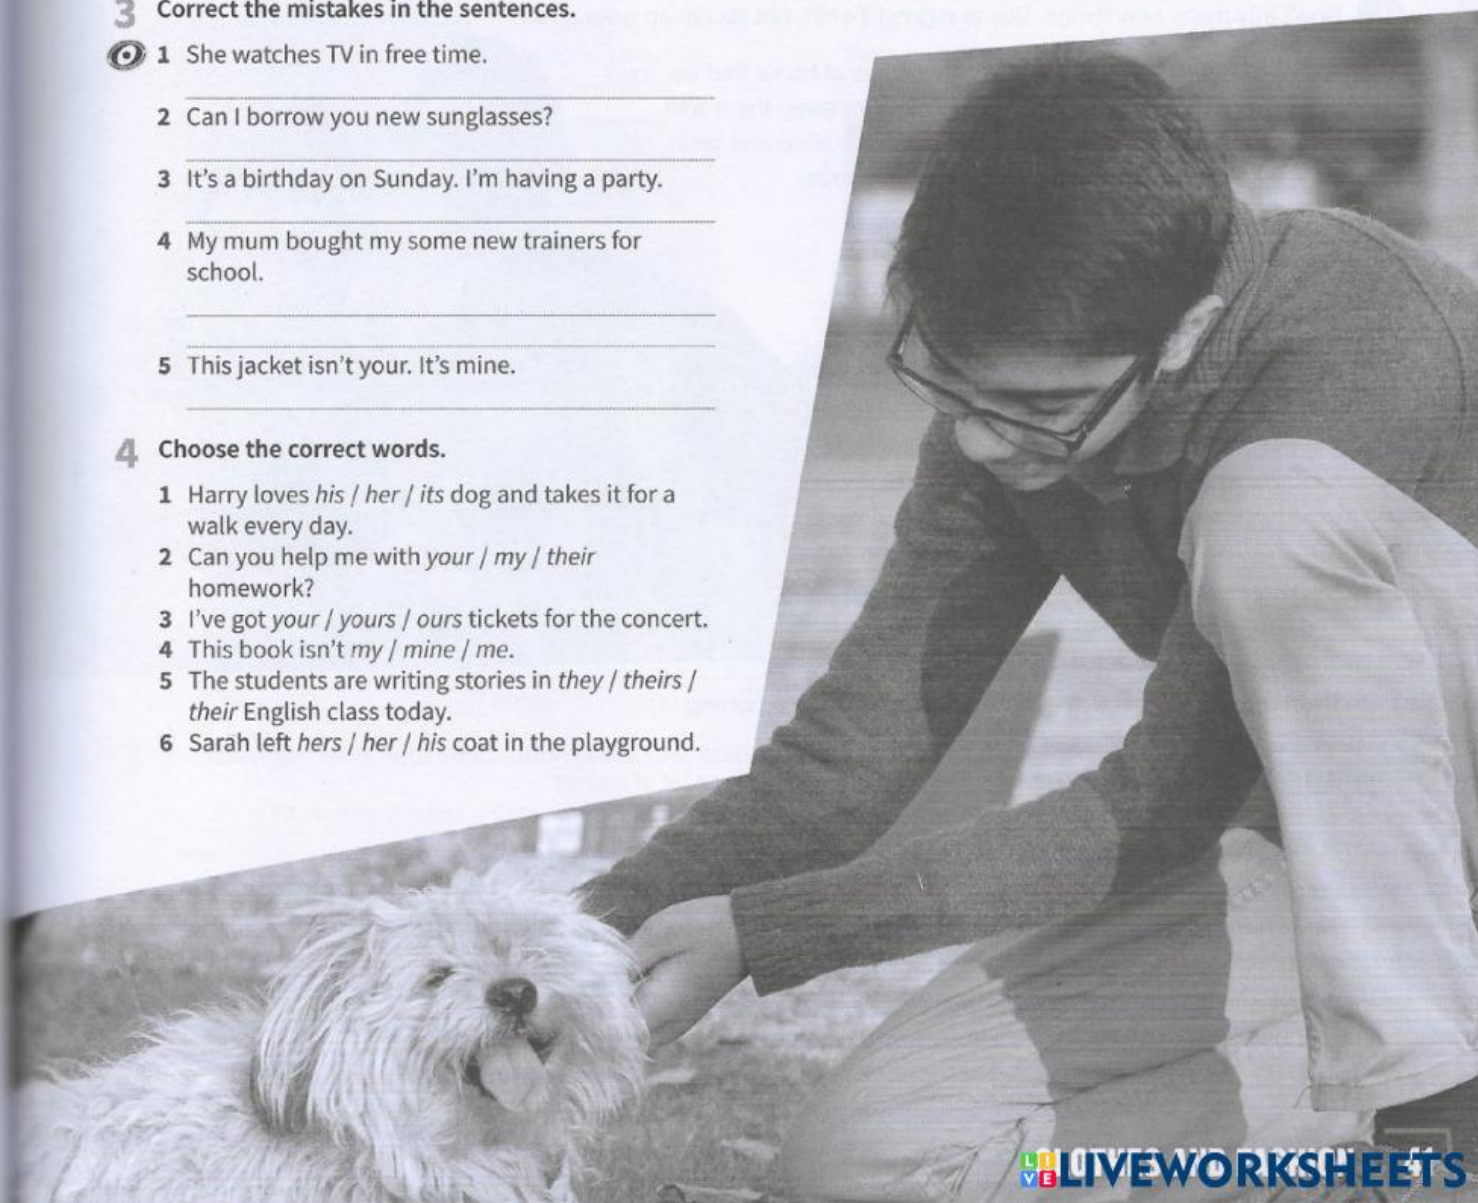 3 Correct the mistakes in the sentences.
1 She watches TV in free time.
2 Can I borrow you new sunglasses?
3 It's a birthday on Sunday. I'm having a party.
4 My mum bought my some new trainers for
school.
5 This jacket isn't your. It's mine.
4 Choose the correct words.
1 Harry loves his / her / its dog and takes it for a
walk every day.
2 Can you help me with your / my / their
homework?
3 I've got your / yours / ours tickets for the concert.
4 This book isn't my / mine / me.
5 The students are writing stories in they / theirs /
their English class today.
6 Sarah left hers / her / his coat in the playground.
LIVEWORKSHEETS